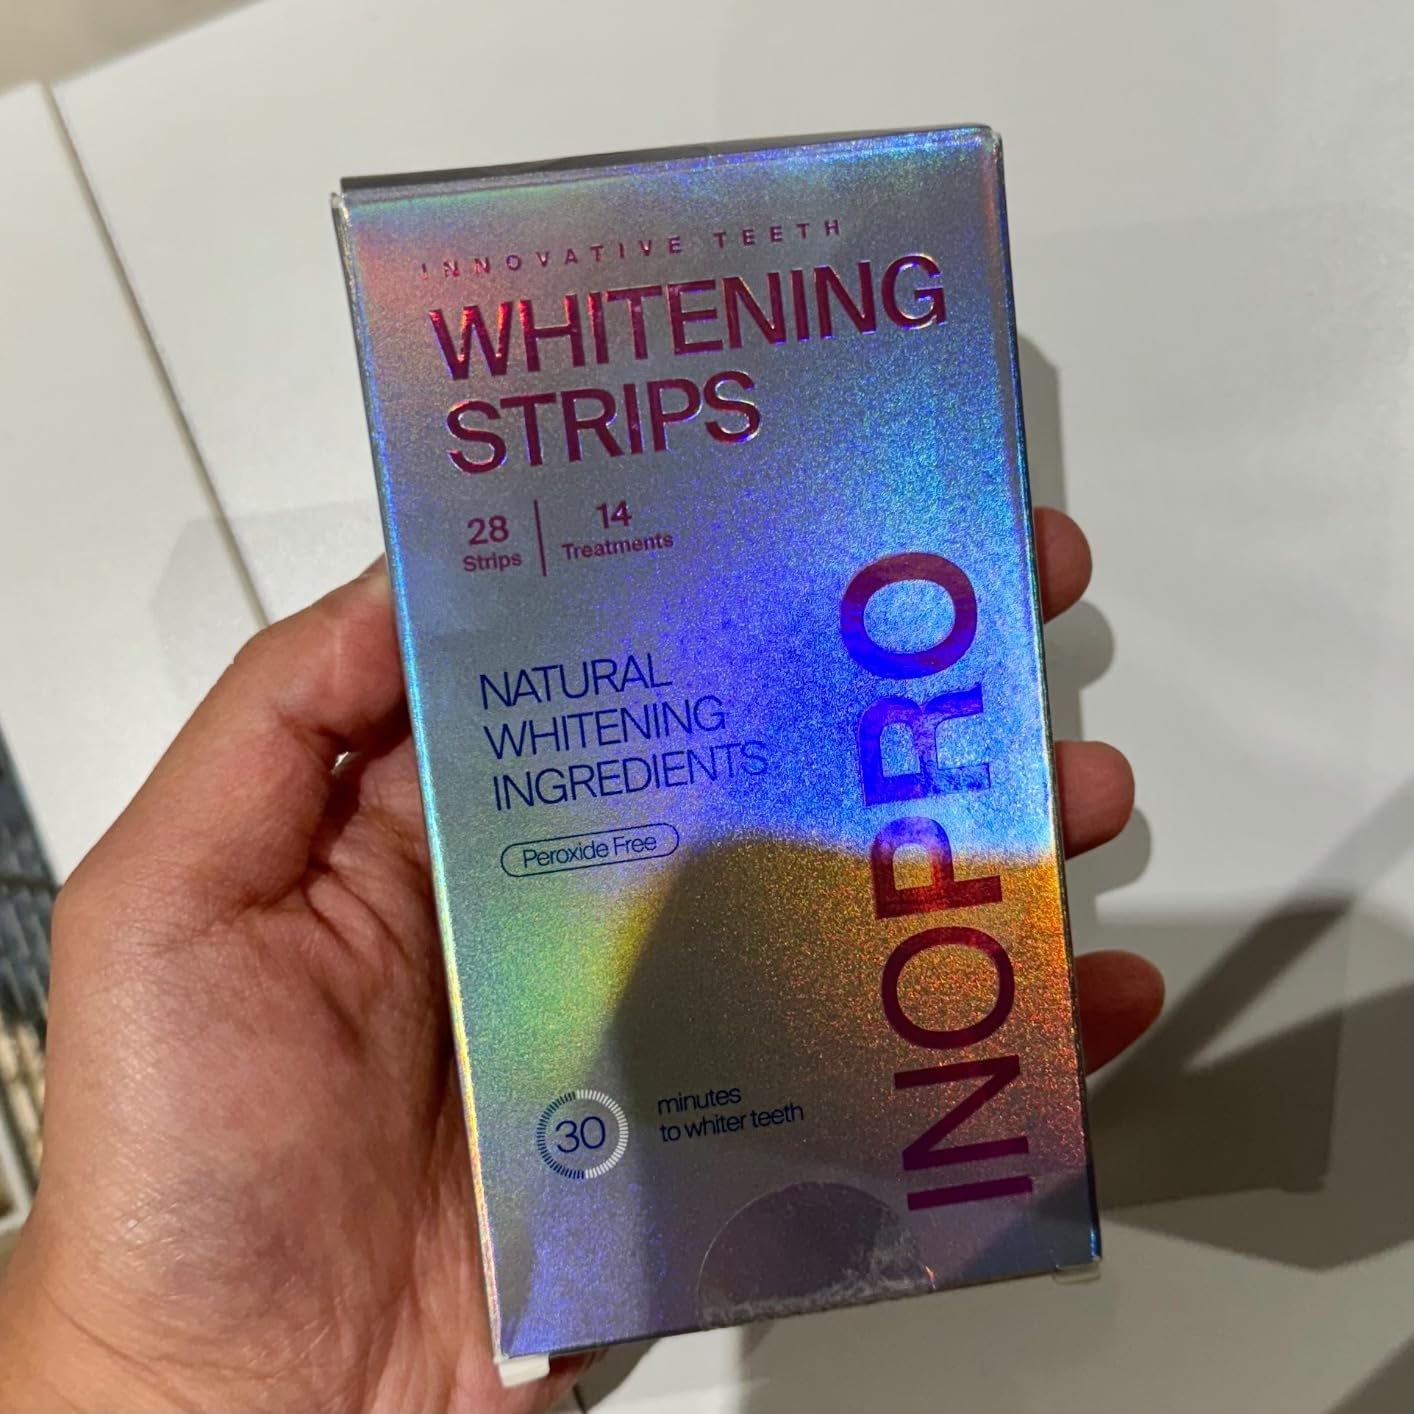 INNOVATIVE TEETH
WHITENING
STRIPS
28
Strips
14
Treatments
NATURAL
WHITENING
INGREDIENTS
Peroxide Free
INOPRO
30
minutes
to whiter teeth